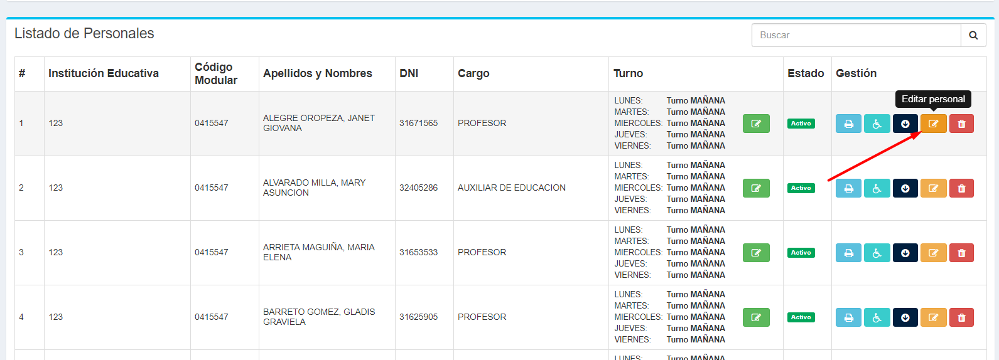 Listado de Personales
Buscar
# Institución Educativa Código Modular Apellidos y Nombres DNI Cargo Turno Estado Gestión
Editar personal
1 123 0415547 ALEGRE OROPEZA, JANET GIOVANA 31671565 PROFESOR
LUNES: Turno MAÑANA
MARTES: Turno MAÑANA
MIERCOLES: Turno MAÑANA
JUEVES: Turno MAÑANA
VIERNES: Turno MAÑANA
Activo
2 123 0415547 ALVARADO MILLA, MARY ASUNCION 32405286 AUXILIAR DE EDUCACION
LUNES: Turno MAÑANA
MARTES: Turno MAÑANA
MIERCOLES: Turno MAÑANA
JUEVES: Turno MAÑANA
VIERNES: Turno MAÑANA
Activo
3 123 0415547 ARRIETA MAGUIÑA, MARIA ELENA 31653533 PROFESOR
LUNES: Turno MAÑANA
MARTES: Turno MAÑANA
MIERCOLES: Turno MAÑANA
JUEVES: Turno MAÑANA
VIERNES: Turno MAÑANA
Activo
4 123 0415547 BARRETO GOMEZ, GLADIS GRAVIELA 31625905 PROFESOR
LUNES: Turno MAÑANA
MARTES: Turno MAÑANA
MIERCOLES: Turno MAÑANA
JUEVES: Turno MAÑANA
VIERNES: Turno MAÑANA
Activo
LUNES: Turno MAÑANA